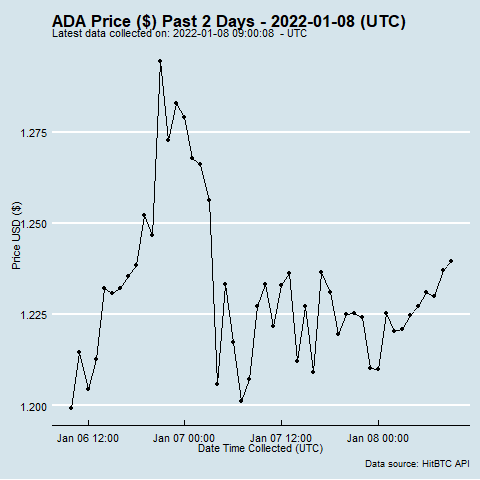 ADA Price ($) Past 2 Days - 2022-01-08 (UTC)
Latest data collected on: 2022-01-08 09:00:08 - UTC
Price USD ($)
1.275
1.250
1.225
1.200
Jan 06 12:00
Jan 07 00:00
Jan 07 12:00
Jan 08 00:00
Date Time Collected (UTC)
Data source: HitBTC API